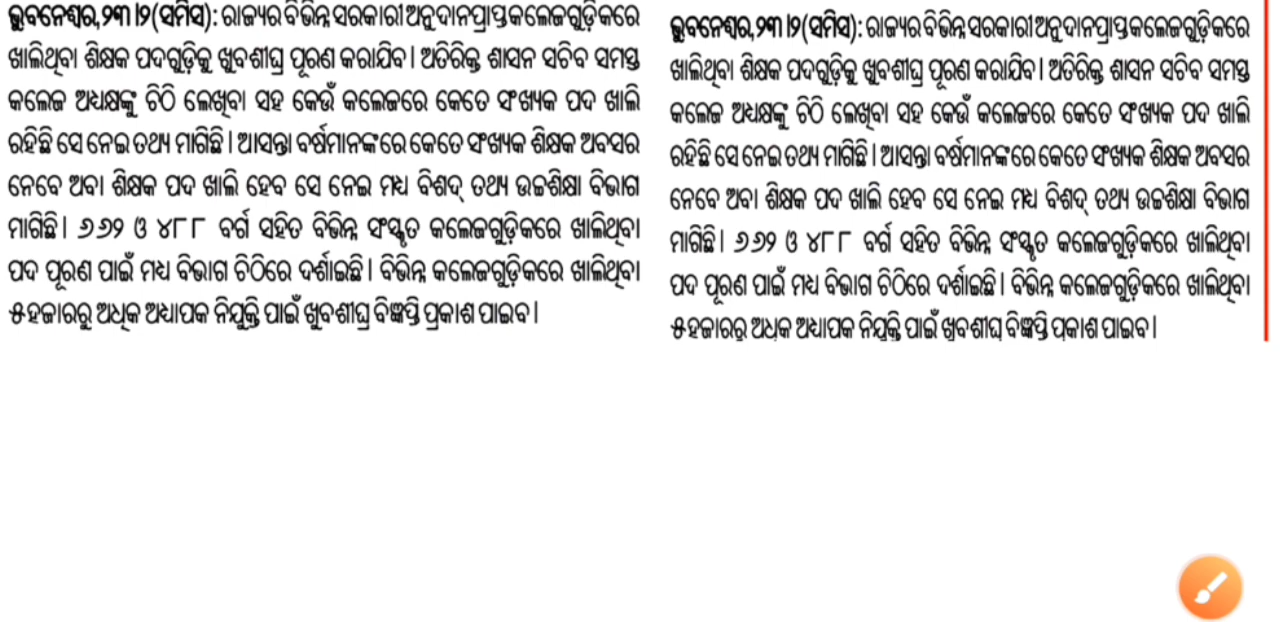 ଭୁବନେଶ୍ୱର,୨୩।୨(ସମିସ): ରାଜ୍ୟର ବିଭିନ୍ନ ସରକାରୀ ଅନୁଦାନପ୍ରାପ୍ତ କଲେଜଗୁଡ଼ିକରେ
ଖାଲିଥିବା ଶିକ୍ଷକ ପଦଗୁଡ଼ିକୁ ଖୁବଶୀଘ୍ର ପୂରଣ କରାଯିବ। ଅତିରିକ୍ତ ଶାସନ ସଚିବ ସମସ୍ତ
କଲେଜ ଅଧ୍ୟକ୍ଷଙ୍କୁ ଚିଠି ଲେଖିବା ସହ କେଉଁ କଲେଜରେ କେତେ ସଂଖ୍ୟକ ପଦ ଖାଲି
ରହିଛି ସେ ନେଇ ତଥ୍ୟ ମାଗିଛି। ଆସନ୍ତା ବର୍ଷମାନଙ୍କରେ କେତେ ସଂଖ୍ୟକ ଶିକ୍ଷକ ଅବସର
ନେବେ ଅବା ଶିକ୍ଷକ ପଦ ଖାଲି ହେବ ସେ ନେଇ ମଧ୍ୟ ବିଶଦ୍ ତଥ୍ୟ ଉଚ୍ଚଶିକ୍ଷା ବିଭାଗ
ମାଗିଛି। ୬୬୨ ଓ ୪୮୮ ବର୍ଗ ସହିତ ବିଭିନ୍ନ ସଂସ୍କୃତ କଲେଜଗୁଡ଼ିକରେ ଖାଲିଥିବା
ପଦ ପୂରଣ ପାଇଁ ମଧ୍ୟ ବିଭାଗ ଚିଠିରେ ଦର୍ଶାଇଛି। ବିଭିନ୍ନ କଲେଜଗୁଡ଼ିକରେ ଖାଲିଥିବା
୫ହଜାରରୁ ଅଧିକ ଅଧ୍ୟାପକ ନିଯୁକ୍ତି ପାଇଁ ଖୁବଶୀଘ୍ର ବିଜ୍ଞପ୍ତି ପ୍ରକାଶ ପାଇବ।
ଭୁବନେଶ୍ୱର,୨୩।୨(ସମିସ): ରାଜ୍ୟର ବିଭିନ୍ନ ସରକାରୀ ଅନୁଦାନପ୍ରାପ୍ତ କଲେଜଗୁଡ଼ିକରେ
ଖାଲିଥିବା ଶିକ୍ଷକ ପଦଗୁଡ଼ିକୁ ଖୁବଶୀଘ୍ର ପୂରଣ କରାଯିବ। ଅତିରିକ୍ତ ଶାସନ ସଚିବ ସମସ୍ତ
କଲେଜ ଅଧ୍ୟକ୍ଷଙ୍କୁ ଚିଠି ଲେଖିବା ସହ କେଉଁ କଲେଜରେ କେତେ ସଂଖ୍ୟକ ପଦ ଖାଲି
ରହିଛି ସେ ନେଇ ତଥ୍ୟ ମାଗିଛି। ଆସନ୍ତା ବର୍ଷମାନଙ୍କରେ କେତେ ସଂଖ୍ୟକ ଶିକ୍ଷକ ଅବସର
ନେବେ ଅବା ଶିକ୍ଷକ ପଦ ଖାଲି ହେବ ସେ ନେଇ ମଧ୍ୟ ବିଶଦ୍ ତଥ୍ୟ ଉଚ୍ଚଶିକ୍ଷା ବିଭାଗ
ମାଗିଛି। ୬୬୨ ଓ ୪୮୮ ବର୍ଗ ସହିତ ବିଭିନ୍ନ ସଂସ୍କୃତ କଲେଜଗୁଡ଼ିକରେ ଖାଲିଥିବା
ପଦ ପୂରଣ ପାଇଁ ମଧ୍ୟ ବିଭାଗ ଚିଠିରେ ଦର୍ଶାଇଛି। ବିଭିନ୍ନ କଲେଜଗୁଡ଼ିକରେ ଖାଲିଥିବା
୫ହଜାରରୁ ଅଧିକ ଅଧ୍ୟାପକ ନିଯୁକ୍ତି ପାଇଁ ଖୁବଶୀଘ୍ର ବିଜ୍ଞପ୍ତି ପ୍ରକାଶ ପାଇବ।